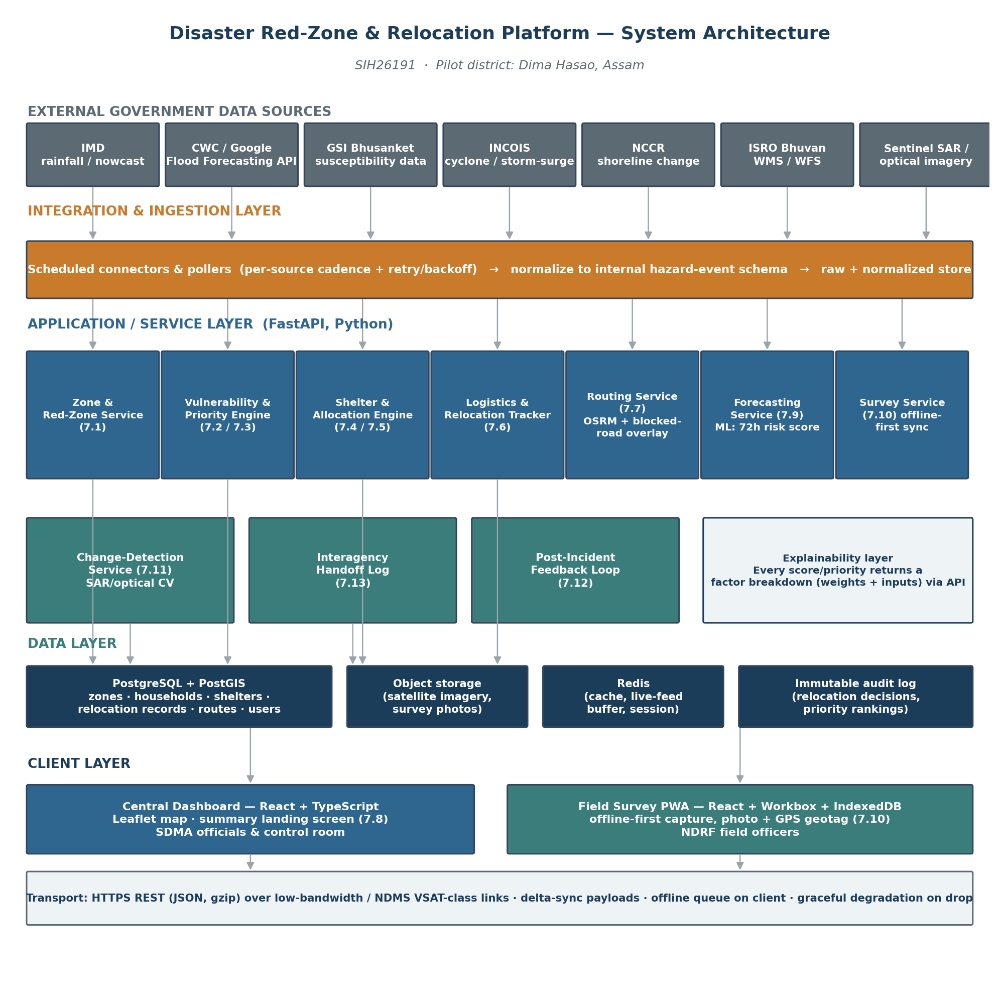 Disaster Red-Zone & Relocation Platform — System Architecture
SIH26191 · Pilot district: Dima Hasao, Assam
EXTERNAL GOVERNMENT DATA SOURCES
IMD
rainfall / nowcast
CWC / Google
Flood Forecasting API
GSI Bhusanket
susceptibility data
INCOIS
cyclone / storm-surge
NCCR
shoreline change
ISRO Bhuvan
WMS / WFS
Sentinel SAR /
optical imagery
INTEGRATION & INGESTION LAYER
Scheduled connectors & pollers (per-source cadence + retry/backoff) → normalize to internal hazard-event schema → raw + normalized store
APPLICATION / SERVICE LAYER (FastAPI, Python)
Zone &
Red-Zone Service
(7.1)
Vulnerability &
Priority Engine
(7.2 / 7.3)
Shelter &
Allocation Engine
(7.4 / 7.5)
Logistics &
Relocation Tracker
(7.6)
Routing Service
(7.7)
OSRM + blocked-
road overlay
Forecasting
Service (7.9)
ML: 72h risk score
Survey Service
(7.10) offline-
first sync
Change-Detection
Service (7.11)
SAR/optical CV
Interagency
Handoff Log
(7.13)
Post-Incident
Feedback Loop
(7.12)
Explainability layer
Every score/priority returns a
factor breakdown (weights + inputs) via API
DATA LAYER
PostgreSQL + PostGIS
zones · households · shelters ·
relocation records · routes · users
Object storage
(satellite imagery,
survey photos)
Redis
(cache, live-feed
buffer, session)
Immutable audit log
(relocation decisions,
priority rankings)
CLIENT LAYER
Central Dashboard — React + TypeScript
Leaflet map · summary landing screen (7.8)
SDMA officials & control room
Field Survey PWA — React + Workbox + IndexedDB
offline-first capture, photo + GPS geotag (7.10)
NDRF field officers
Transport: HTTPS REST (JSON, gzip) over low-bandwidth / NDMS VSAT-class links · delta-sync payloads · offline queue on client · graceful degradation on drop